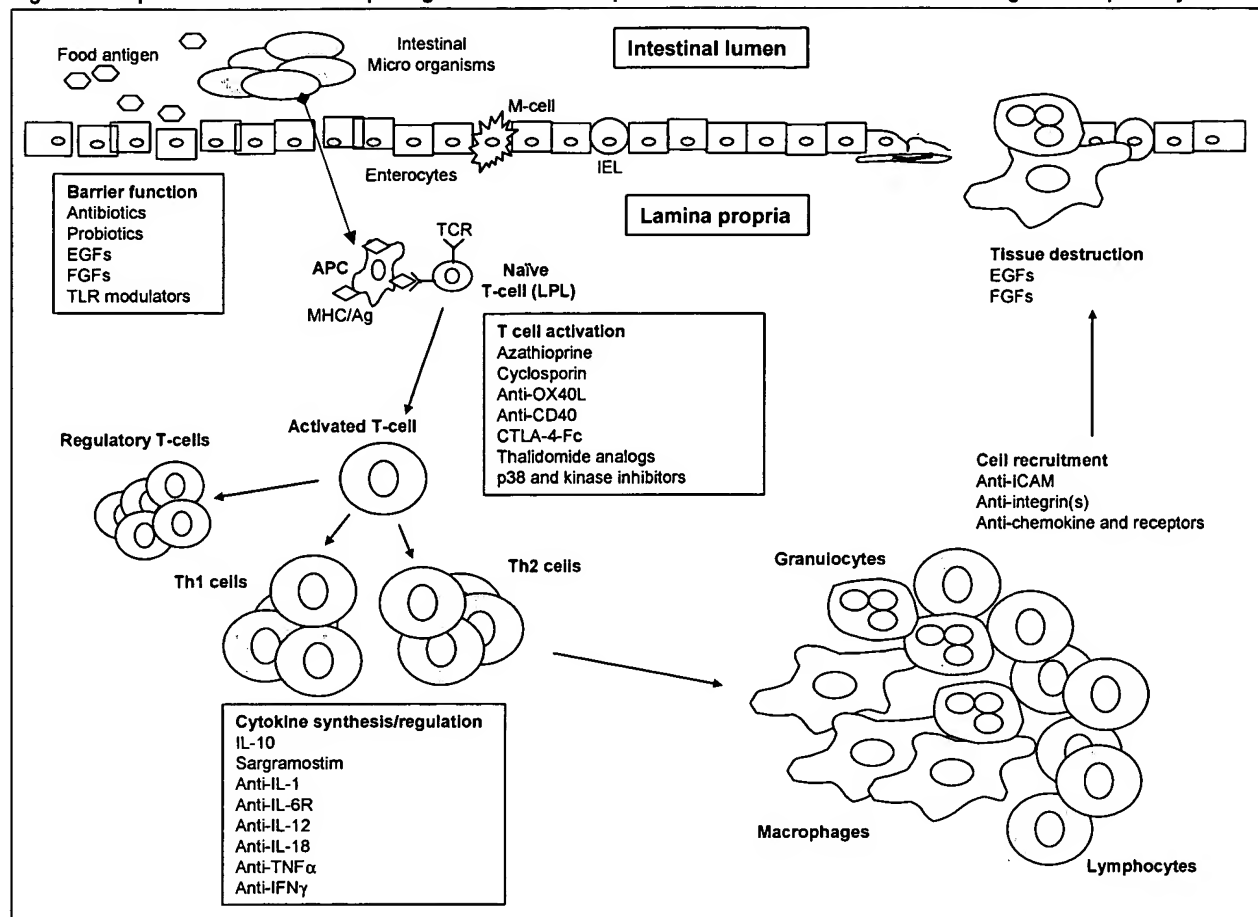 Food antigen
Intestinal
Micro organisms
Intestinal lumen
M-cell
Enterocytes
IEL
Barrier function
Antibiotics
Probiotics
EGFs
FGFs
TLR modulators
Lamina propria
TCR
APC
MHC/Ag
Naïve
T-cell (LPL)
Tissue destruction
EGFs
FGFs
T cell activation
Azathioprine
Cyclosporin
Anti-OX40L
Anti-CD40
CTLA-4-Fc
Thalidomide analogs
p38 and kinase inhibitors
Activated T-cell
Regulatory T-cells
Cell recruitment
Anti-ICAM
Anti-integrin(s)
Anti-chemokine and receptors
Th1 cells
Th2 cells
Granulocytes
Macrophages
Lymphocytes
Cytokine synthesis/regulation
IL-10
Sargramostim
Anti-IL-1
Anti-IL-6R
Anti-IL-12
Anti-IL-18
Anti-TNFα
Anti-IFNγ